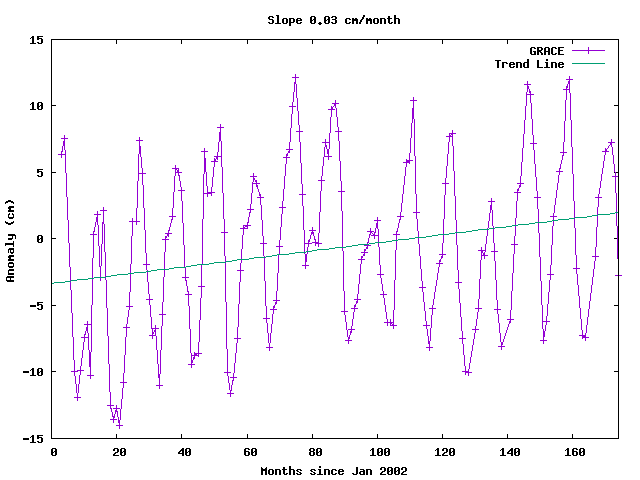 Slope 0.03 cm/month
GRACE
Trend Line
15
10
5
0
-5
-10
-15
Anomaly (cm)
0 20 40 60 80 100 120 140 160
Months since Jan 2002